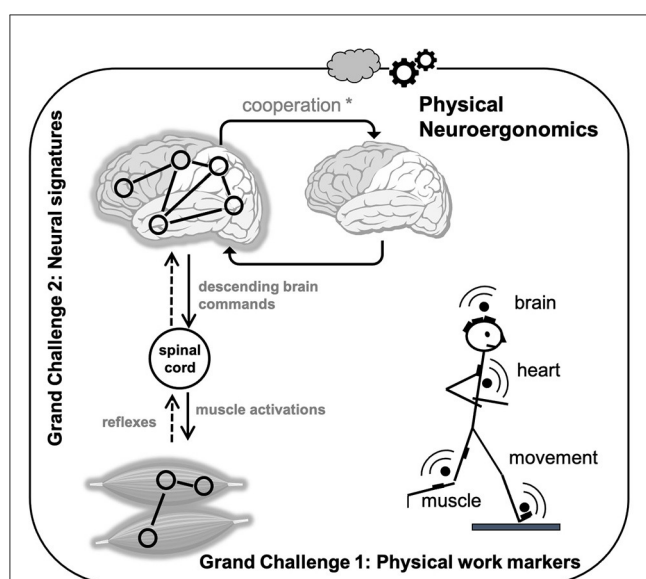 cooperation *
Physical
Neuroergonomics
Grand Challenge 2: Neural signatures
descending brain
commands
spinal
cord
reflexes
muscle activations
brain
heart
movement
muscle
Grand Challenge 1: Physical work markers